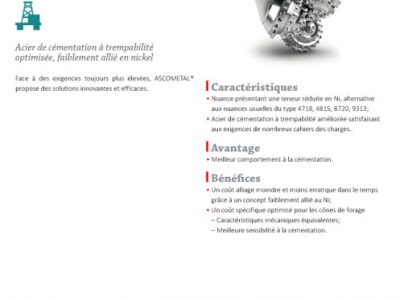 Acier de cémentation à trempabilité
optimisée, faiblement allié en nickel
Face à des exigences toujours plus élevées, ASCOMETAL®
propose des solutions innovantes et efficaces.
Caractéristiques
• Nuance présentant une teneur réduite en Ni, alternative
aux nuances usuelles du type 4718, 4815, 8720, 9313;
• Acier de cémentation à trempabilité améliorée satisfaisant
aux exigences de nombreux cahiers des charges.
Avantage
• Meilleur comportement à la cémentation.
Bénéfices
• Un coût alliage moindre et moins erratique dans le temps
grâce à un concept faiblement allié au Ni;
• Un coût spécifique optimisé pour les cônes de forage
– Caractéristiques mécaniques équivalentes;
– Meilleure sensibilité à la cémentation.